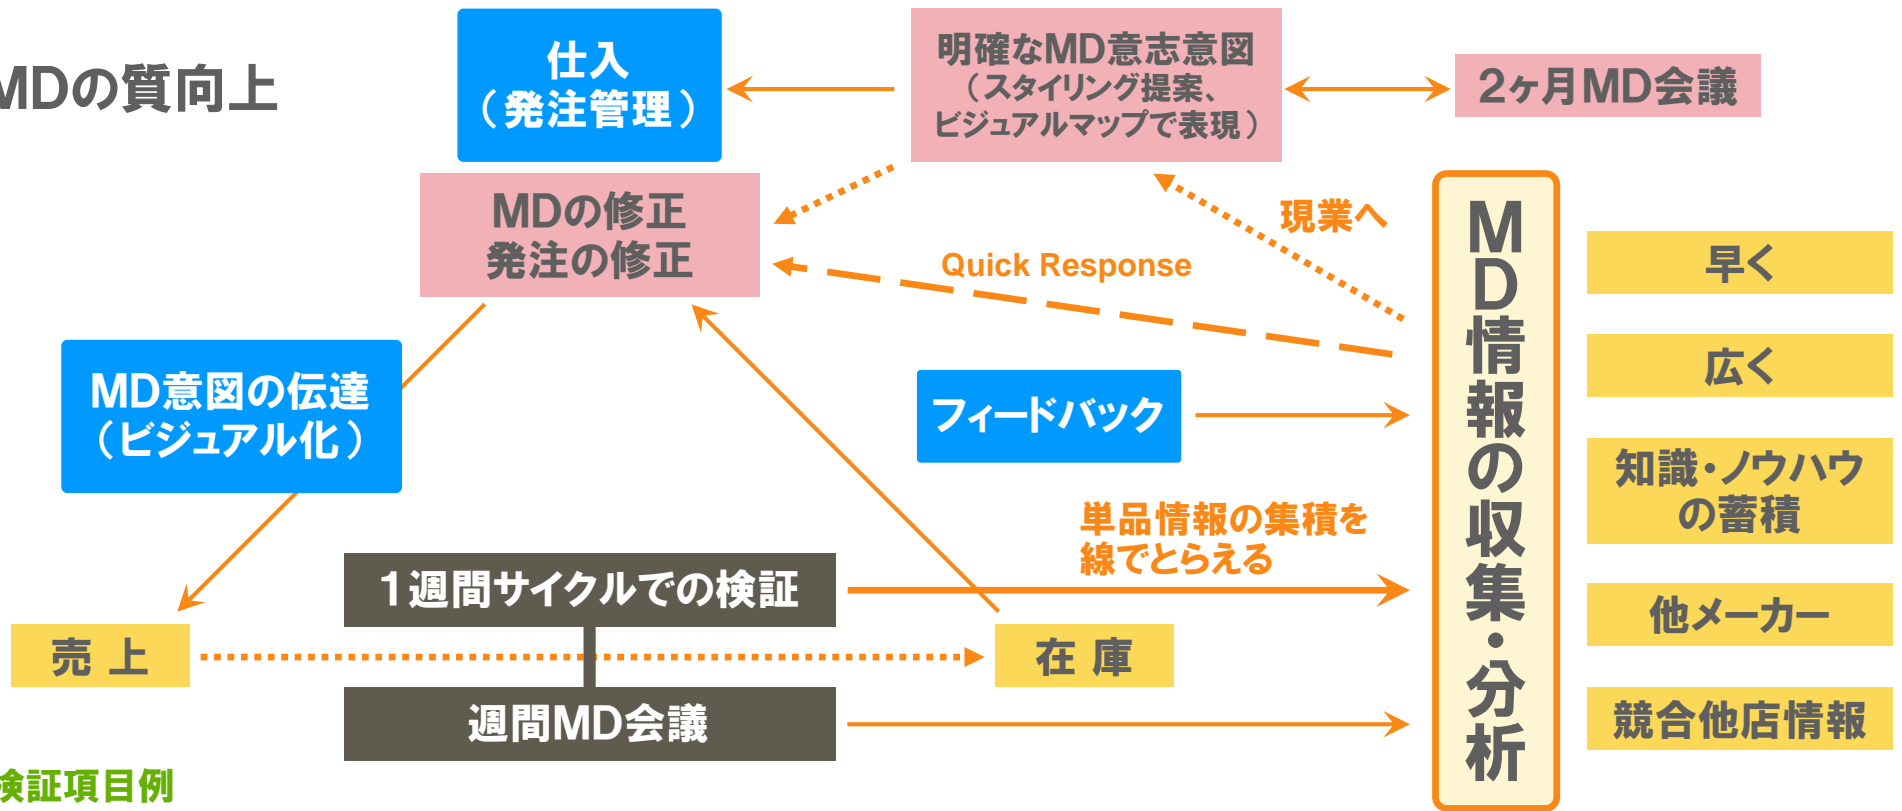 MDの質向上
仕入
（発注管理）
明確なMD意志意図
（スタイリング提案、
ビジュアルマップで表現）
2ヶ月MD会議
MDの修正
発注の修正
現業へ
Quick Response
MD情報の収集・分析
早く
広く
知識・ノウハウ
の蓄積
他メーカー
競合他店情報
MD意図の伝達
（ビジュアル化）
フィードバック
単品情報の集積を
線でとらえる
1週間サイクルでの検証
売 上
在 庫
週間MD会議
検証項目例